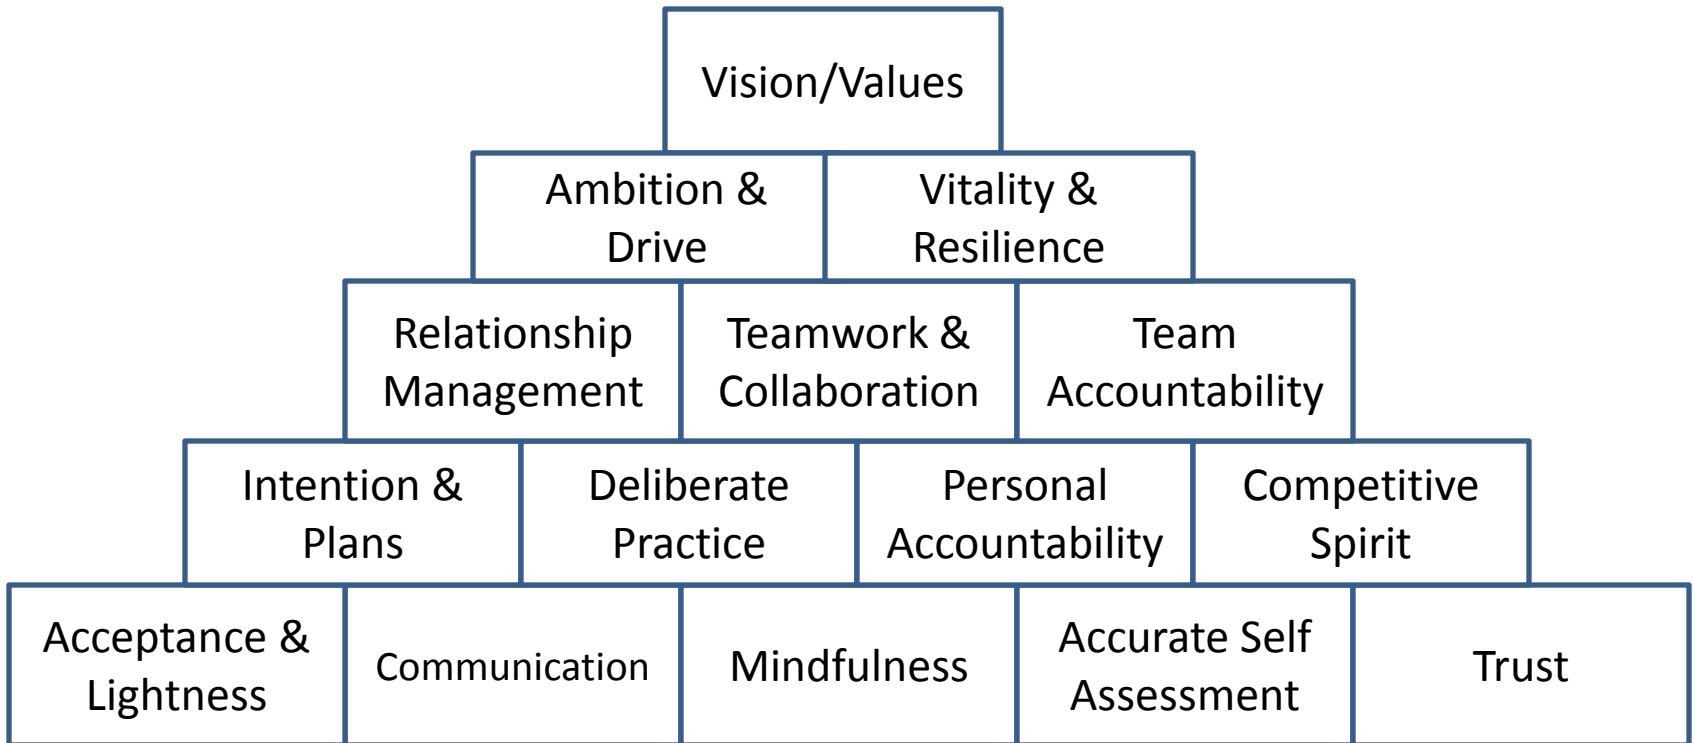 Vision/Values
Ambition &
Drive
Vitality &
Resilience
Relationship
Management
Teamwork &
Collaboration
Team
Accountability
Intention &
Plans
Deliberate
Practice
Personal
Accountability
Competitive
Spirit
Acceptance &
Lightness
Communication
Mindfulness
Accurate Self
Assessment
Trust